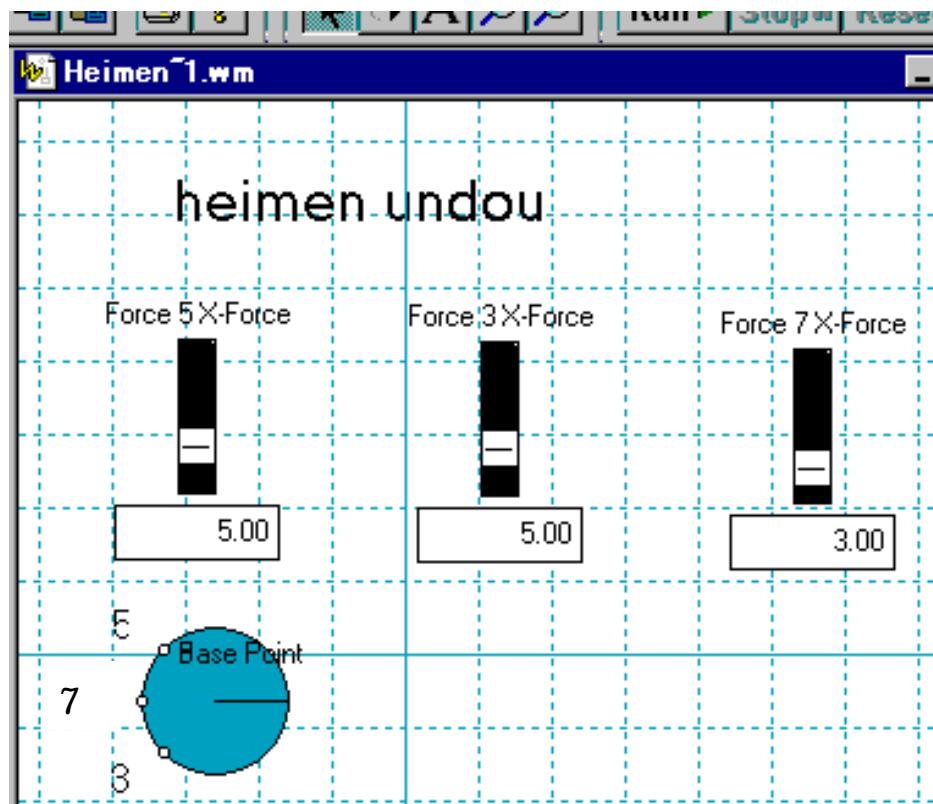 Run Stop Rese
Heimen~1.wm
heimen undou
Force 5 X-Force
Force 3 X-Force
Force 7 X-Force
5.00
5.00
3.00
5
Base Point
7
3